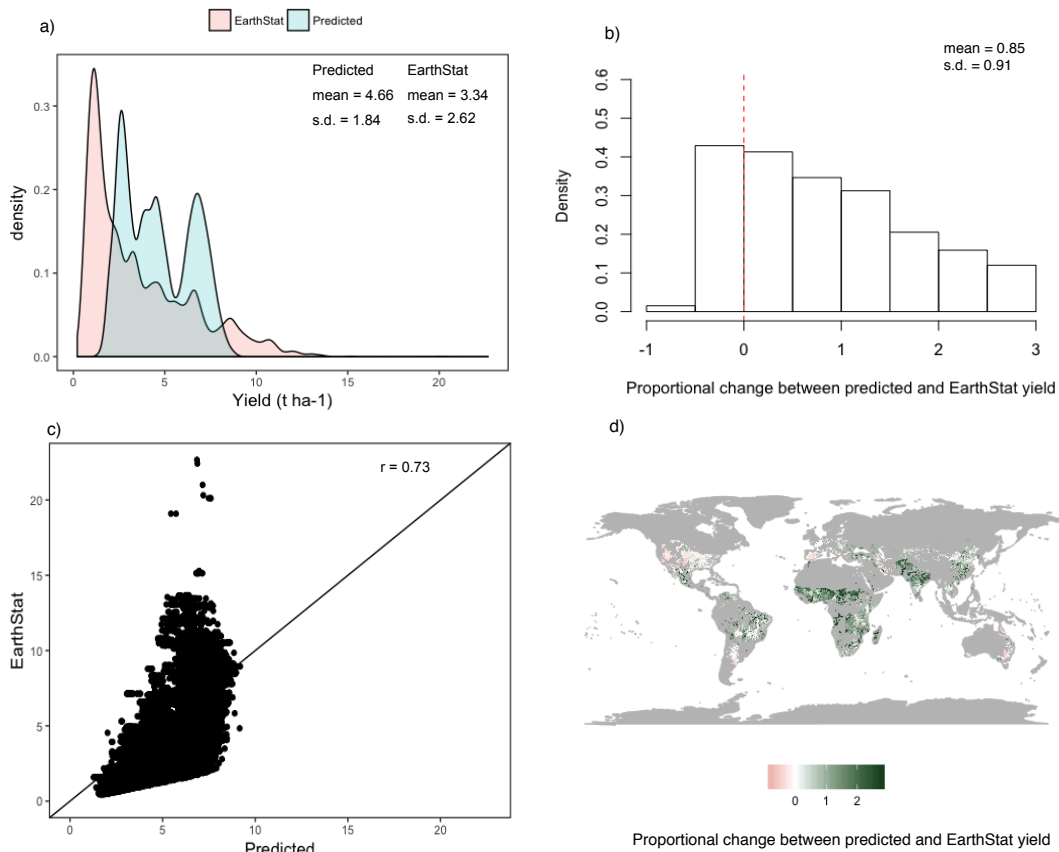 EarthStat Predicted
a)
Predicted EarthStat
mean = 4.66 mean = 3.34
s.d. = 1.84 s.d. = 2.62
density
0.3
0.2
0.1
0.0
0 5 10 15 20
Yield (t ha-1)
b)
mean = 0.85
s.d. = 0.91
Density
0.6
0.5
0.4
0.3
0.2
0.1
0.0
-1 0 1 2 3
Proportional change between predicted and EarthStat yield
c)
r = 0.73
EarthStat
20
15
10
5
0
0 5 10 15 20
Predicted
d)
0 1 2
Proportional change between predicted and EarthStat yield